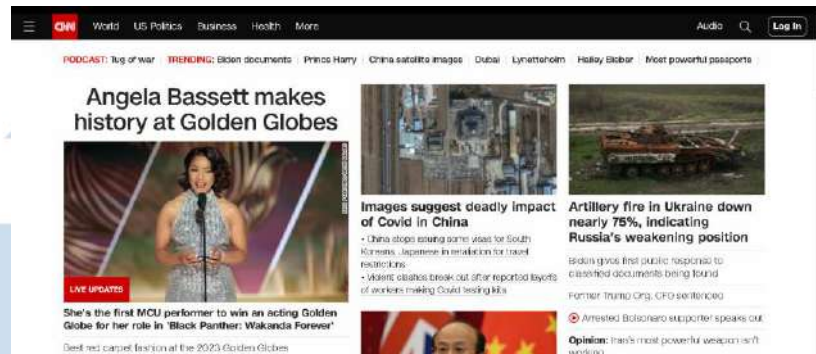 CNN World US Politics Business Health More Audio Log In
PODCAST: Tug of war TRENDING: Biden documents Prince Harry China satellite images Dubai Lynetteholm Hailey Bieber Most powerful passports
Angela Bassett makes
history at Golden Globes
LIVE UPDATES
She's the first MCU performer to win an acting Golden
Globe for her role in 'Black Panther: Wakanda Forever'
Best red carpet fashion at the 2023 Golden Globes
Images suggest deadly impact
of Covid in China
• China stops issuing some visas for South
Koreans, Japanese in retaliation for travel
restrictions
• Violent clashes break out after reported layoffs
of workers making Covid testing kits
Artillery fire in Ukraine down
nearly 75%, indicating
Russia's weakening position
Biden gives first public response to
classified documents being found
Former Trump Org. CFO sentenced
Arrested Bolsonaro supporter speaks out
Opinion: Iran's most powerful weapon isn't
working